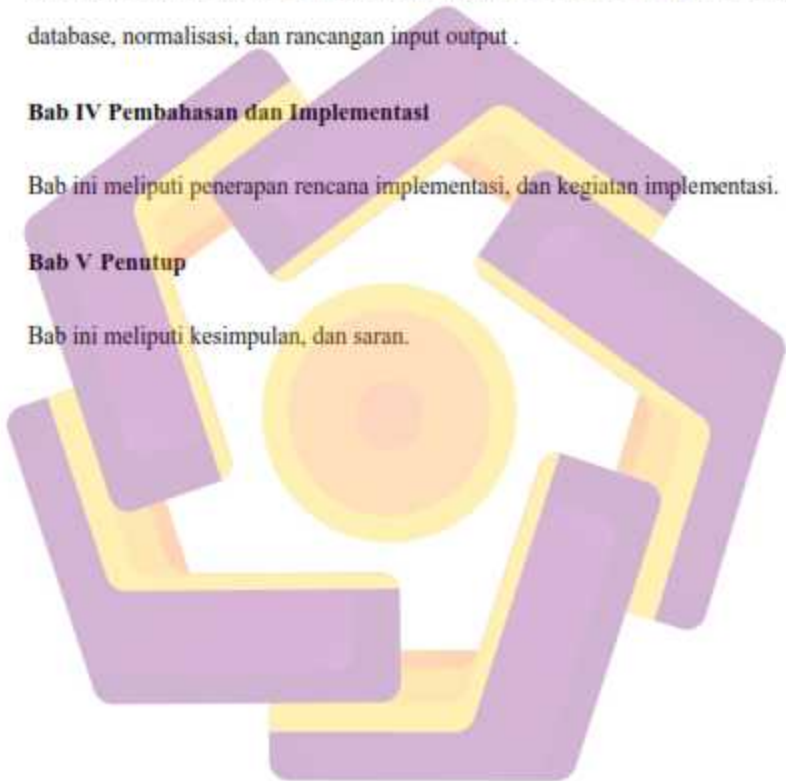 database, normalisasi, dan rancangan input output .
Bab IV Pembahasan dan Implementasi
Bab ini meliputi penerapan rencana implementasi, dan kegiatan implementasi.
Bab V Penutup
Bab ini meliputi kesimpulan, dan saran.